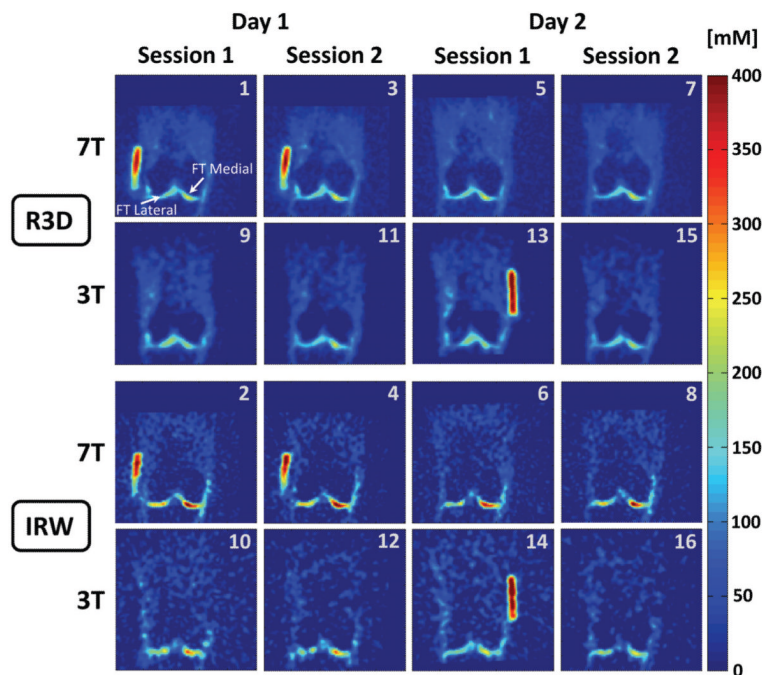 Day 1 Day 2
Session 1 Session 2 Session 1 Session 2 [mM]
1 3 5 7 400
7T
FT Medial 350
FT Lateral
R3D
300
9 11 13 15
3T
250
200
2 4 6 8
7T 150
IRW 100
10 12 14 16
3T 50
0